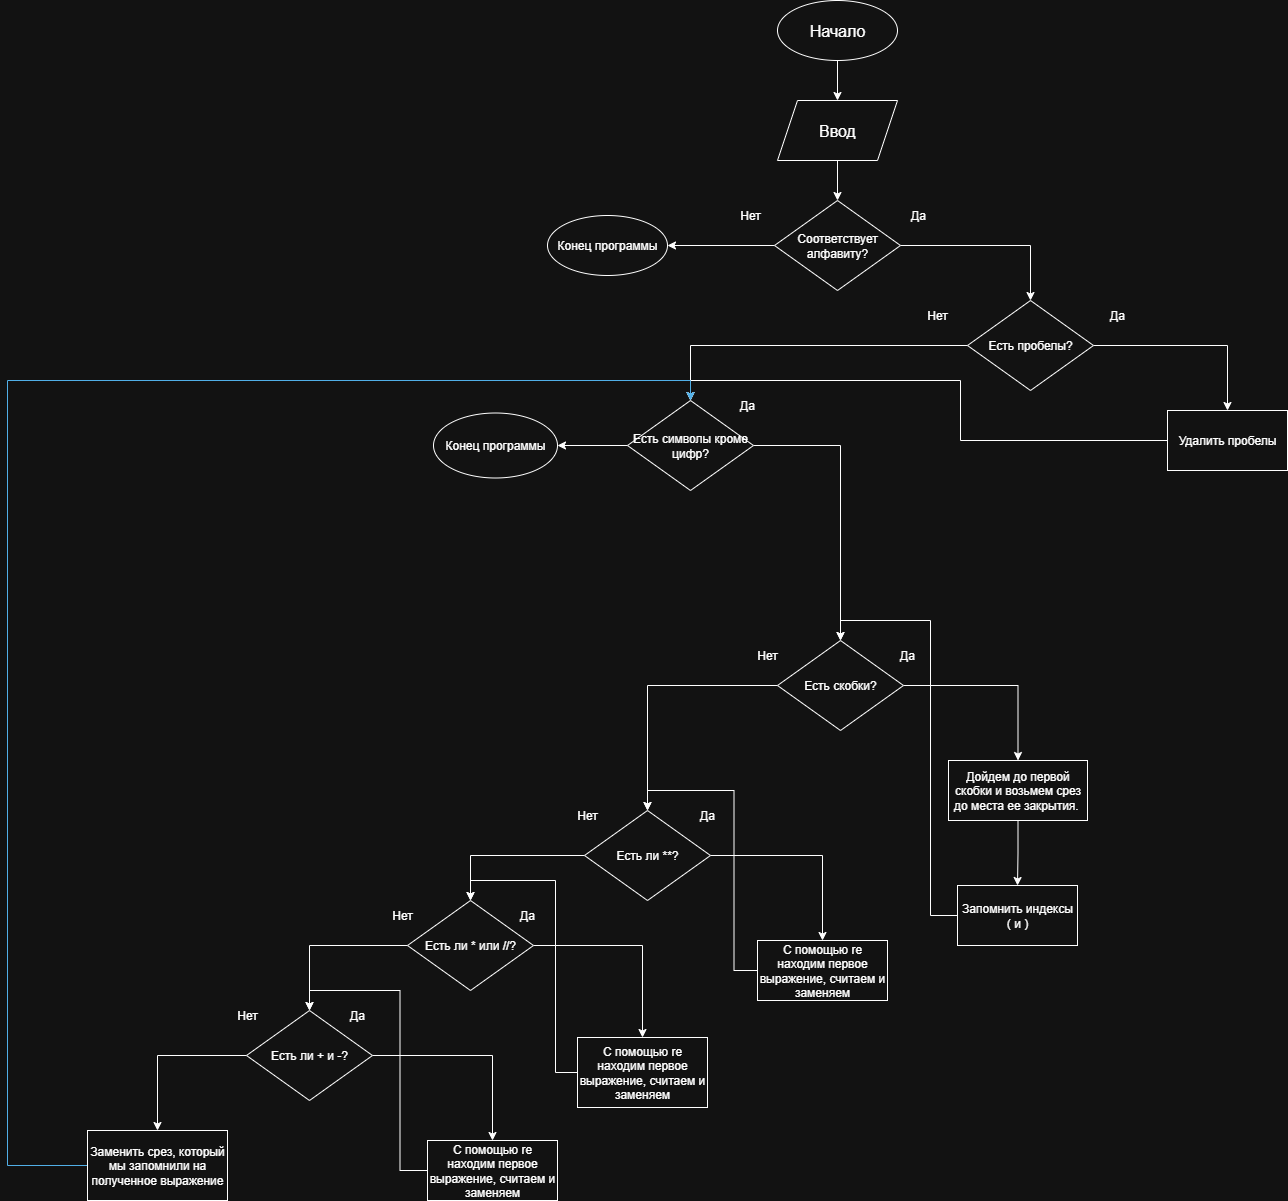 Начало
Ввод
Нет
Да
Соответствует
алфавиту?
Конец программы
Нет
Да
Есть пробелы?
Да
Есть символы кроме
цифр?
Конец программы
Удалить пробелы
Нет
Да
Есть скобки?
Дойдем до первой
скобки и возьмем срез
до места ее закрытия.
Нет
Да
Есть ли **?
Запомнить индексы
( и )
Нет
Да
Есть ли * или //?
С помощью re
находим первое
выражение, считаем и
заменяем
Нет
Да
Есть ли + и -?
С помощью re
находим первое
выражение, считаем и
заменяем
Заменить срез, который
мы запомнили на
полученное выражение
С помощью re
находим первое
выражение, считаем и
заменяем